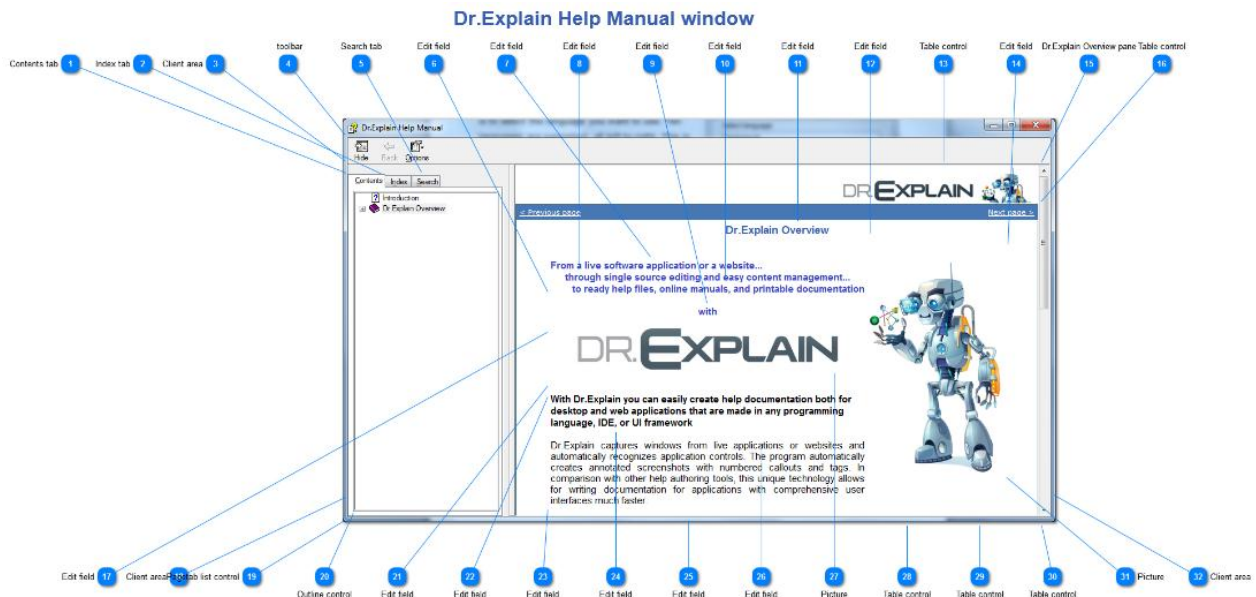 Dr.Explain Help Manual window
toolbar
Search tab
Edit field
Edit field
Edit field
Edit field
Edit field
Edit field
Edit field
Table control
Edit field
Dr.Explain Overview pane
Table control
Contents tab 1
Index tab 2
Client area 3
4
5
6
7
8
9
10
11
12
13
14
15
16
Dr.Explain Help Manual
Hide
Back
Options
Contents
Index
Search
Introduction
Dr.Explain Overview
DR.EXPLAIN
< Previous page
Next page >
Dr.Explain Overview
From a live software application or a website...
through single source editing and easy content management...
to ready help files, online manuals, and printable documentation
with
DR.EXPLAIN
With Dr.Explain you can easily create help documentation both for
desktop and web applications that are made in any programming
language, IDE, or UI framework
Dr.Explain captures windows from live applications or websites and
automatically recognizes application controls. The program automatically
creates annotated screenshots with numbered callouts and tags. In
comparison with other help authoring tools, this unique technology allows
for writing documentation for applications with comprehensive user
interfaces much faster
Edit field 17
Client area
tab list control 19
20
21
22
23
24
25
26
27
28
29
30
31 Picture
32 Client area
Outline control
Edit field
Edit field
Edit field
Edit field
Edit field
Edit field
Picture
Table control
Table control
Table control